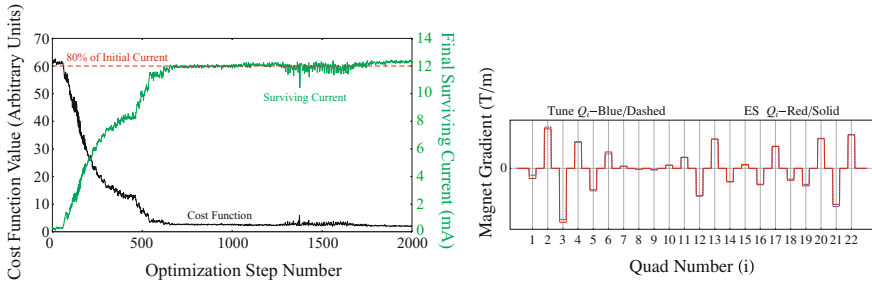 Cost Function Value (Arbitrary Units)
70
60
50
40
30
20
10
0
80% of Initial Current
Surviving Current
Cost Function
0 500 1000 1500 2000
Optimization Step Number
14
12
10
8
6
4
2
0
Final Surviving Current (mA)
Tune Qi–Blue/Dashed ES Qi–Red/Solid
Magnet Gradient (T/m)
0
1 2 3 4 5 6 7 8 9 10 11 12 13 14 15 16 17 18 19 20 21 22
Quad Number (i)